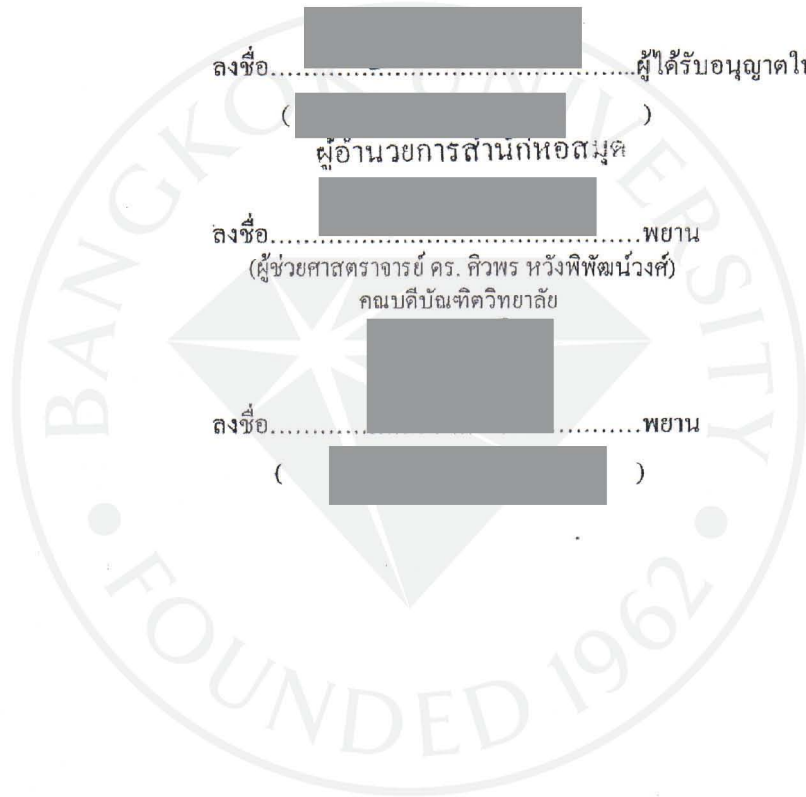 ลงชื่อ..............................................ผู้ได้รับอนุญาตให้
( )
ผู้อำนวยการสำนักหอสมุด
ลงชื่อ..............................................พยาน
(ผู้ช่วยศาสตราจารย์ ดร. ศิวพร หวังพิพัฒน์วงศ์)
คณบดีบัณฑิตวิทยาลัย
ลงชื่อ..............................................พยาน
( )
BANGKOK UNIVERSITY
FOUNDED 1962